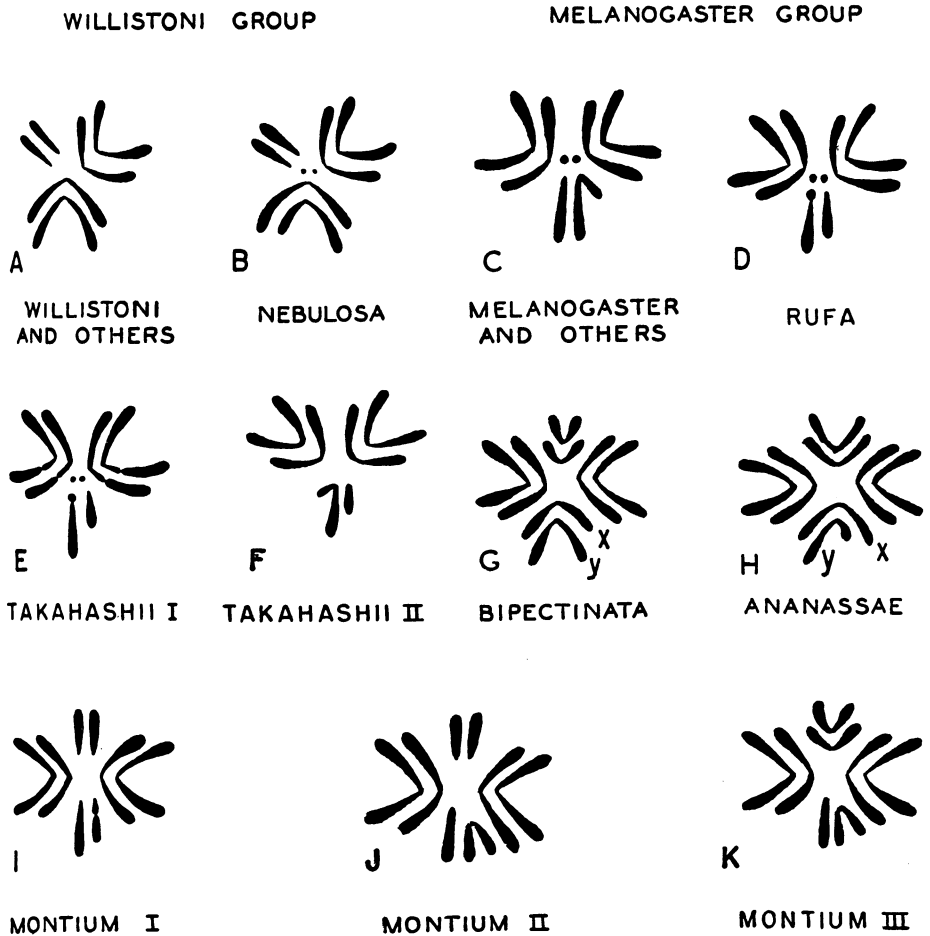 WILLISTONI GROUP
MELANOGASTER GROUP
A
B
C
D
WILLISTONI
AND OTHERS
NEBULOSA
MELANOGASTER
AND OTHERS
RUFA
E
F
G
x
y
H
y
x
TAKAHASHII I
TAKAHASHII II
BIPECTINATA
ANANASSAE
I
J
K
MONTIUM I
MONTIUM II
MONTIUM III